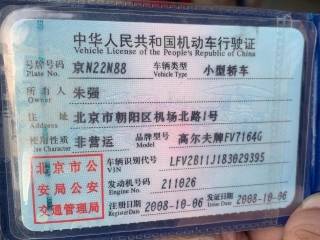 中华人民共和国机动车行驶证
Vehicle License of the People's Republic of China
号牌号码 京N22N88 车辆类型 小型轿车
Plate No. Vehicle Type
所有人 朱强
Owner
住址 北京市朝阳区机场北路1号
使用性质 非营运 品牌型号 高尔夫牌FV7164G
Use Character
北京市公安局公安交通管理局
车辆识别代号 LFV2B11J183029395
VIN
发动机号码 211026
Engine No.
注册日期 2008-10-06 发证日期 2008-10-06
Register Date Issue Date